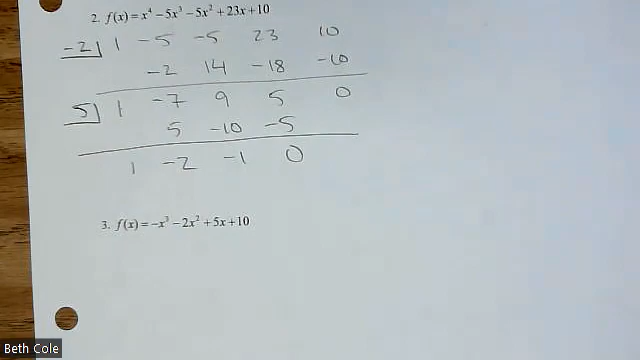 2. f(x) = x⁴ − 5x³ − 5x² + 23x + 10
-2| 1 -5 -5 23 10
-2 14 -18 -10
5| 1 -7 9 5 0
5 -10 -5
1 -2 -1 0
3. f(x) = −x³ − 2x² + 5x + 10
Beth Cole